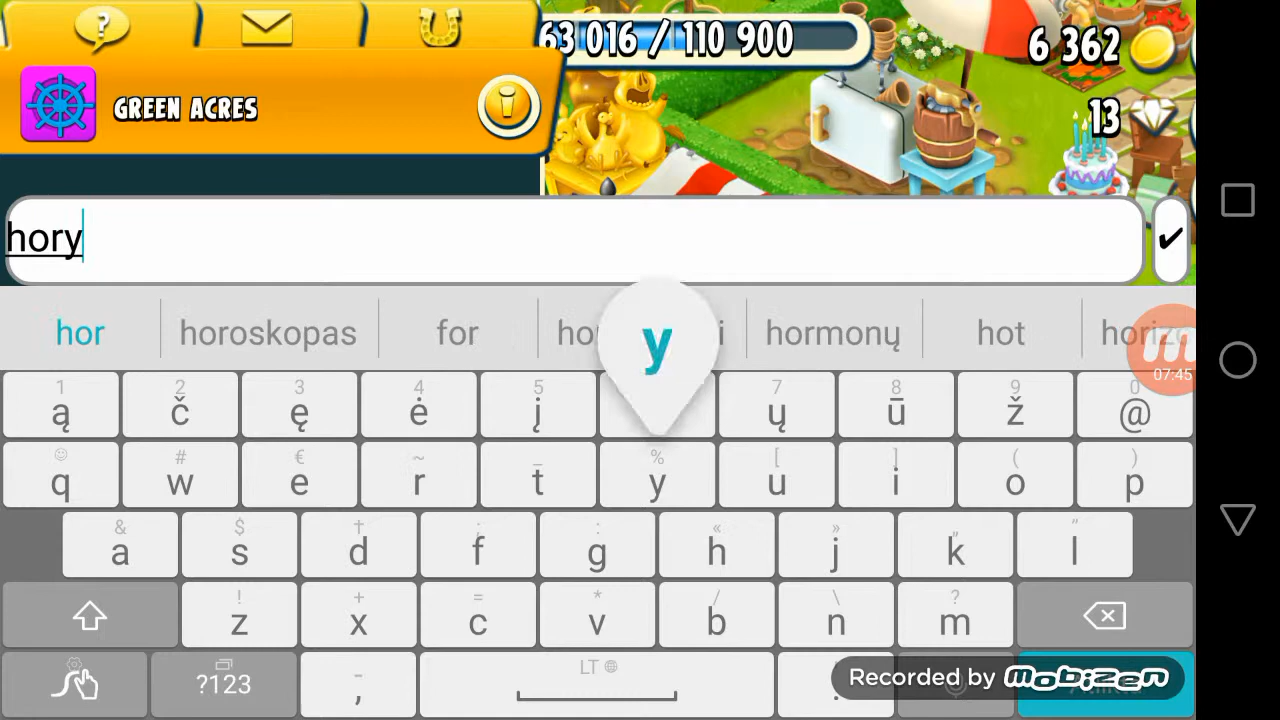 63 016 / 110 900
6 362
GREEN ACRES
13
hory
hor horoskopas for hormonų hot
y
07:45
1 2 3 4 5 7 8 9 0
ą č ę ė į ų ū ž @
# € ~ _ % [ ] ( )
q w e r t y u i o p
& $ † ; : « » „ “
a s d f g h j k l
! + = * / \ ?
z x c v b n m
LT
?123 - ,
Recorded by mobizen